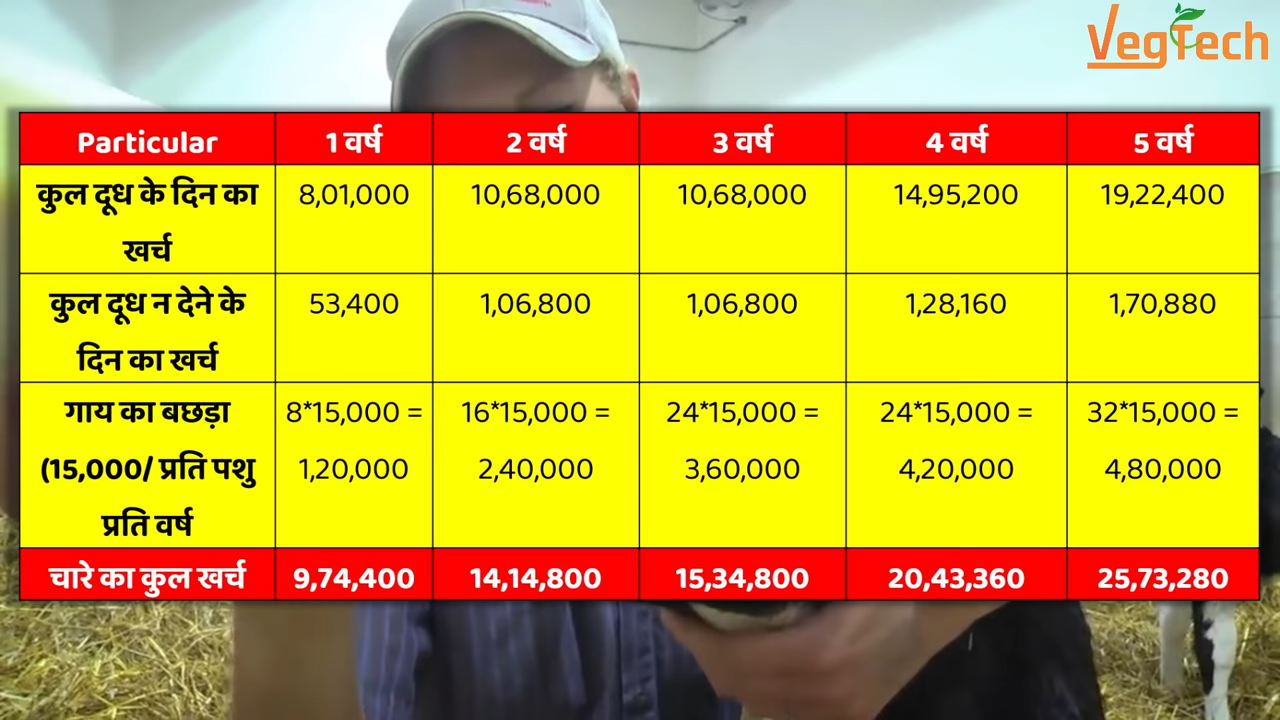 VegTech
Particular 1 वर्ष 2 वर्ष 3 वर्ष 4 वर्ष 5 वर्ष
कुल दूध के दिन का 8,01,000 10,68,000 10,68,000 14,95,200 19,22,400
खर्च
कुल दूध न देने के 53,400 1,06,800 1,06,800 1,28,160 1,70,880
दिन का खर्च
गाय का बछड़ा 8*15,000 = 16*15,000 = 24*15,000 = 24*15,000 = 32*15,000 =
(15,000/ प्रति पशु 1,20,000 2,40,000 3,60,000 4,20,000 4,80,000
प्रति वर्ष
चारे का कुल खर्च 9,74,400 14,14,800 15,34,800 20,43,360 25,73,280